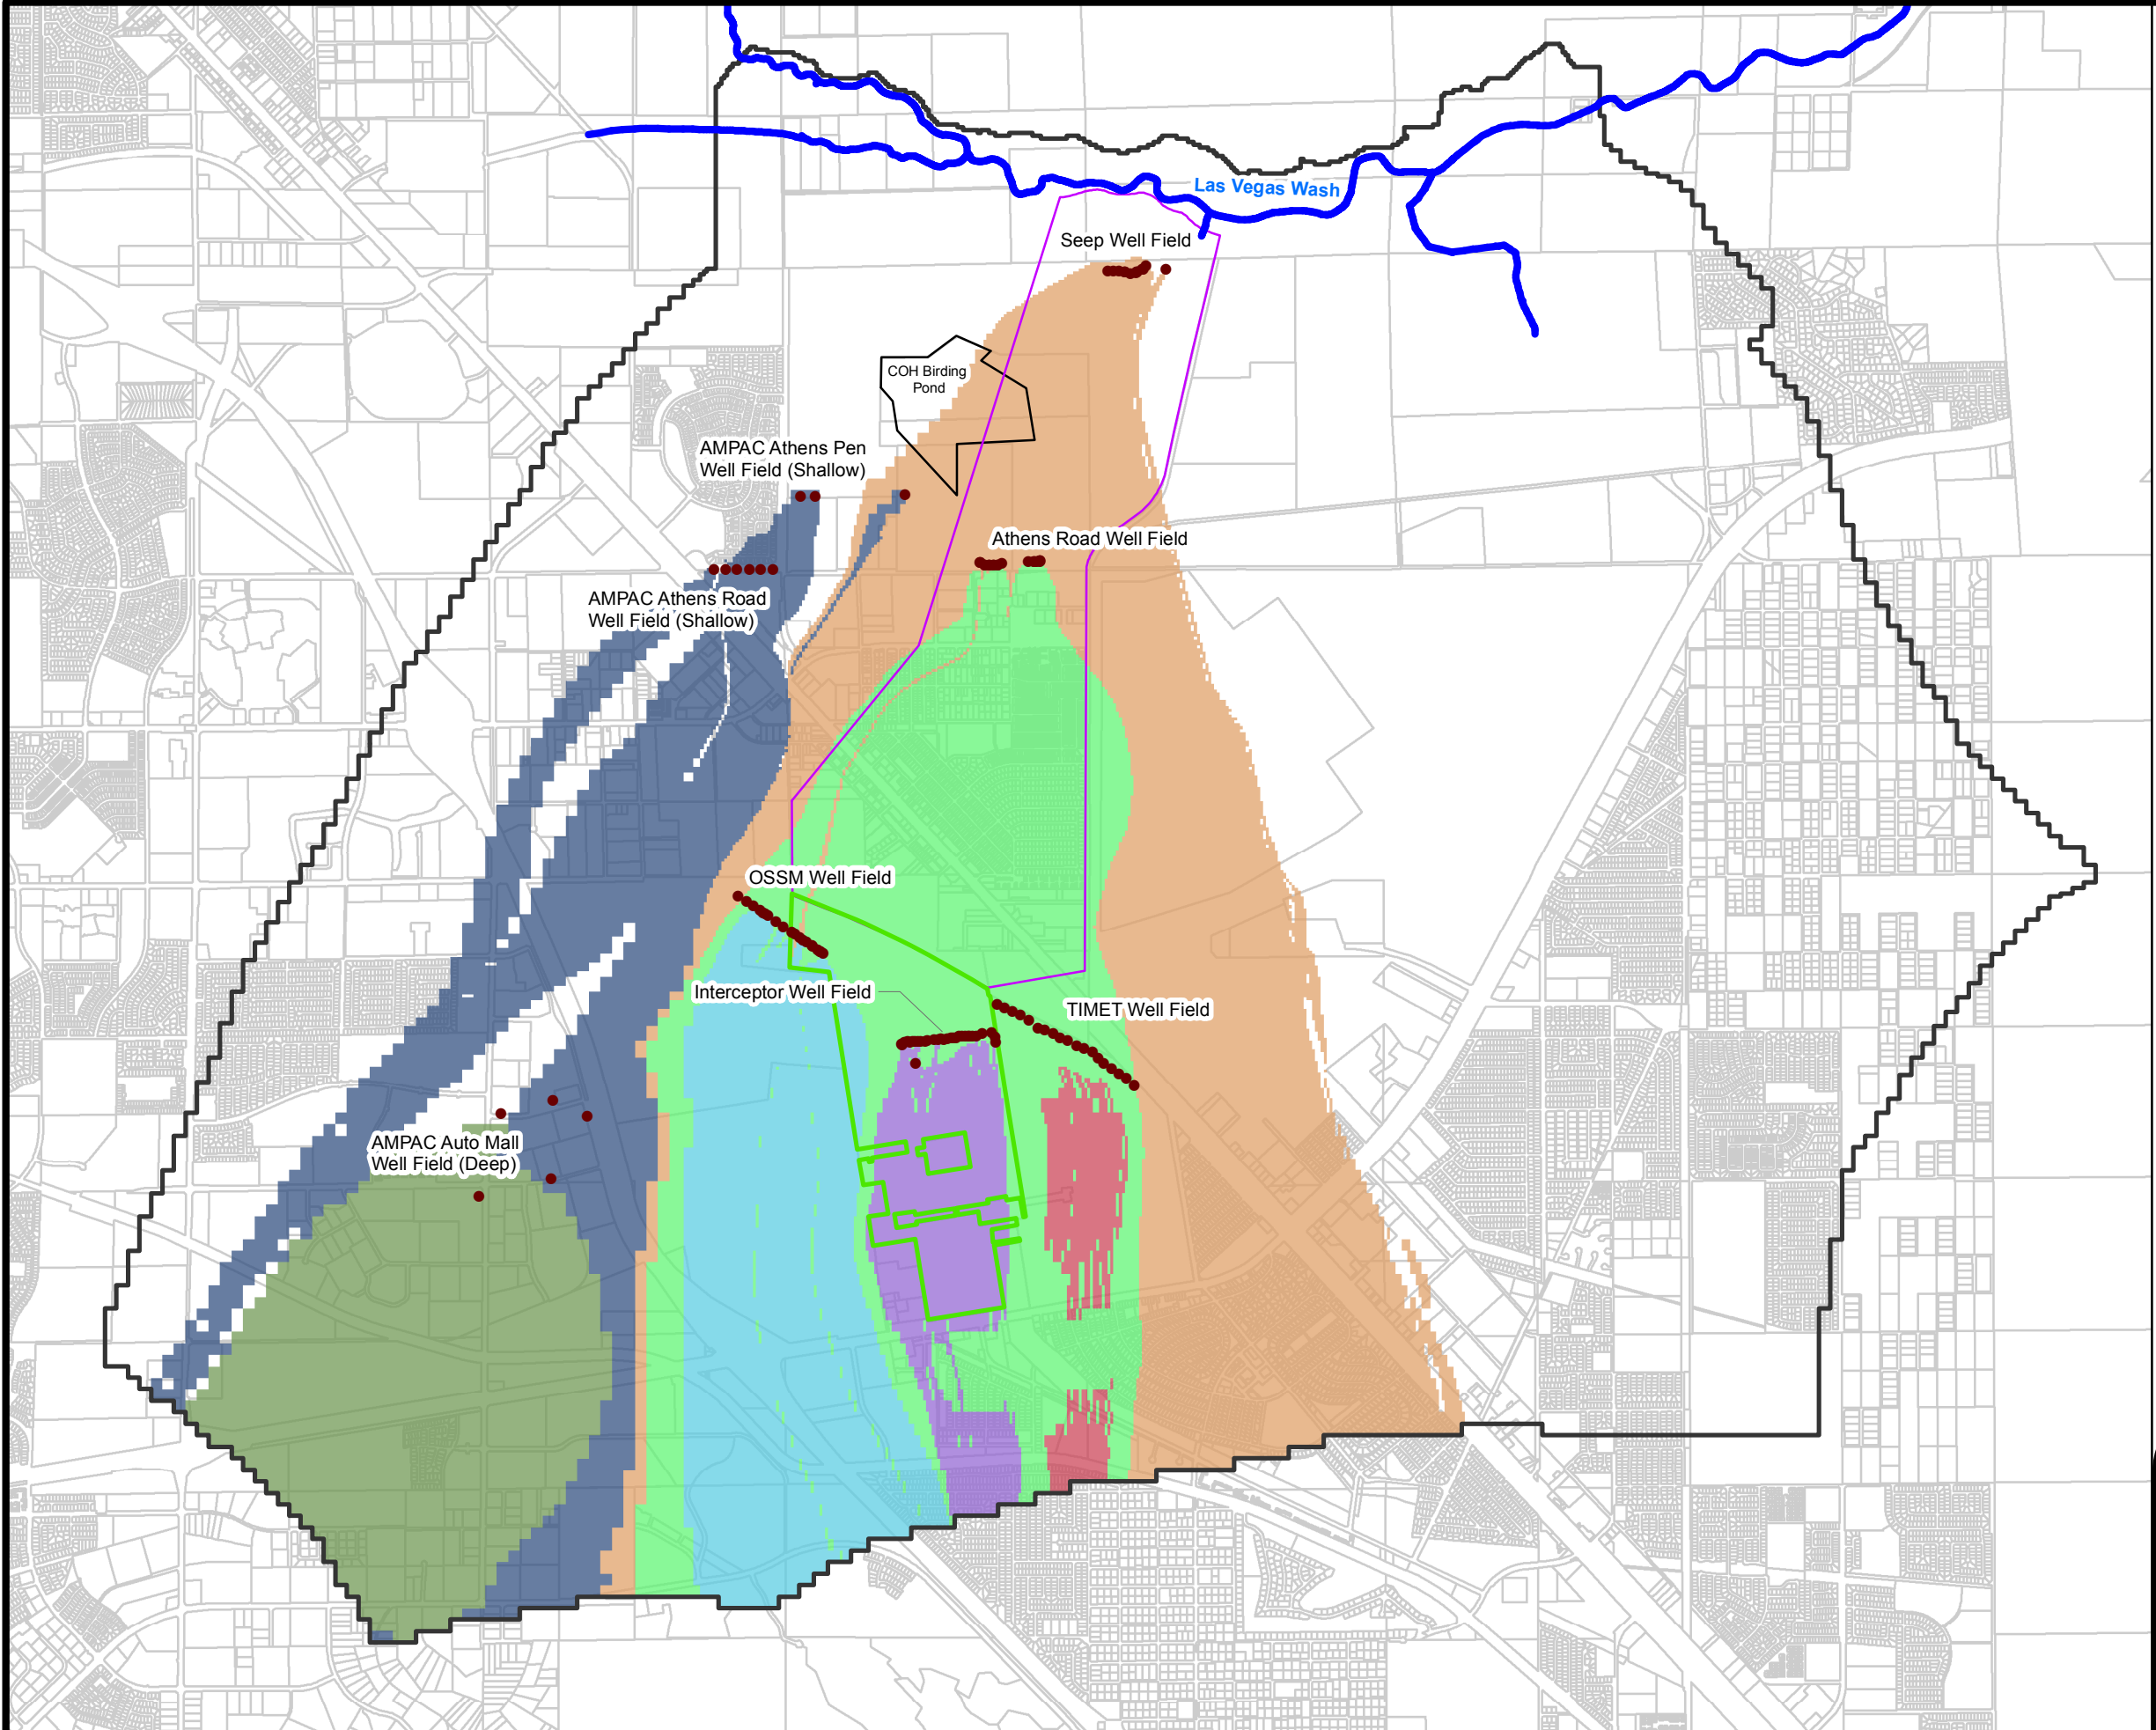 Las Vegas Wash
Seep Well Field
COH Birding
Pond
AMPAC Athens Pen
Well Field (Shallow)
Athens Road Well Field
AMPAC Athens Road
Well Field (Shallow)
OSSM Well Field
Interceptor Well Field
TIMET Well Field
AMPAC Auto Mall
Well Field (Deep)